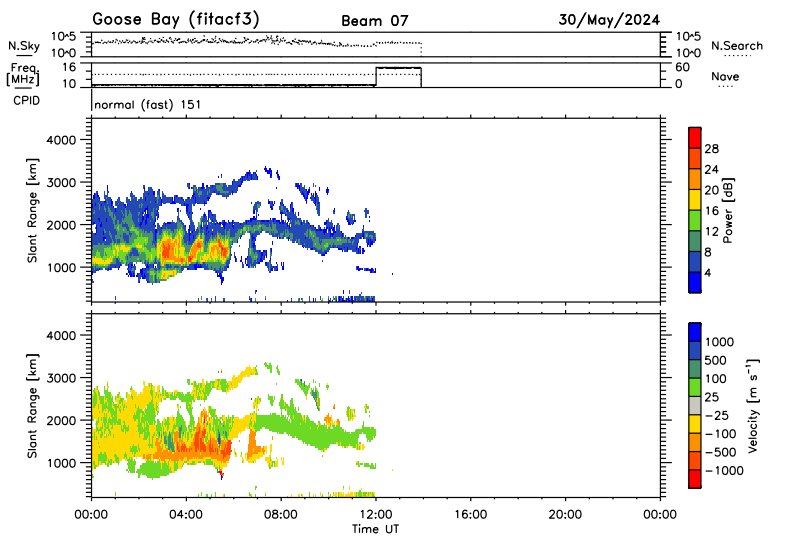 Goose Bay (fitacf3) Beam 07 30/May/2024
N.Sky 10^5 10^5 N.Search
10^0 10^0
Freq. 16 60 Nave
[MHz] 10 0
CPID normal (fast) 151
Slant Range [km] 4000 3000 2000 1000
28 24 20 16 12 8 4 Power [dB]
Slant Range [km] 4000 3000 2000 1000
1000 500 100 25 -25 -100 -500 -1000 Velocity [m s⁻¹]
00:00 04:00 08:00 12:00 16:00 20:00 00:00
Time UT